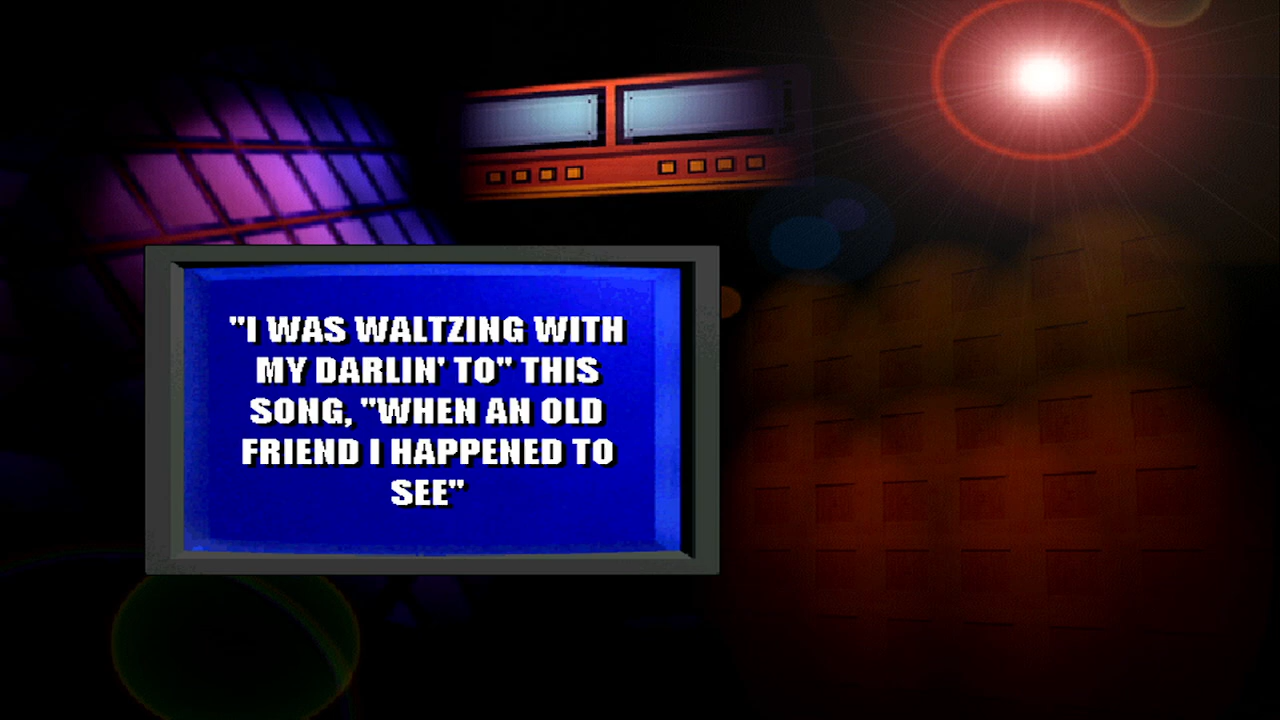 "I WAS WALTZING WITH
MY DARLIN' TO" THIS
SONG, "WHEN AN OLD
FRIEND I HAPPENED TO
SEE"